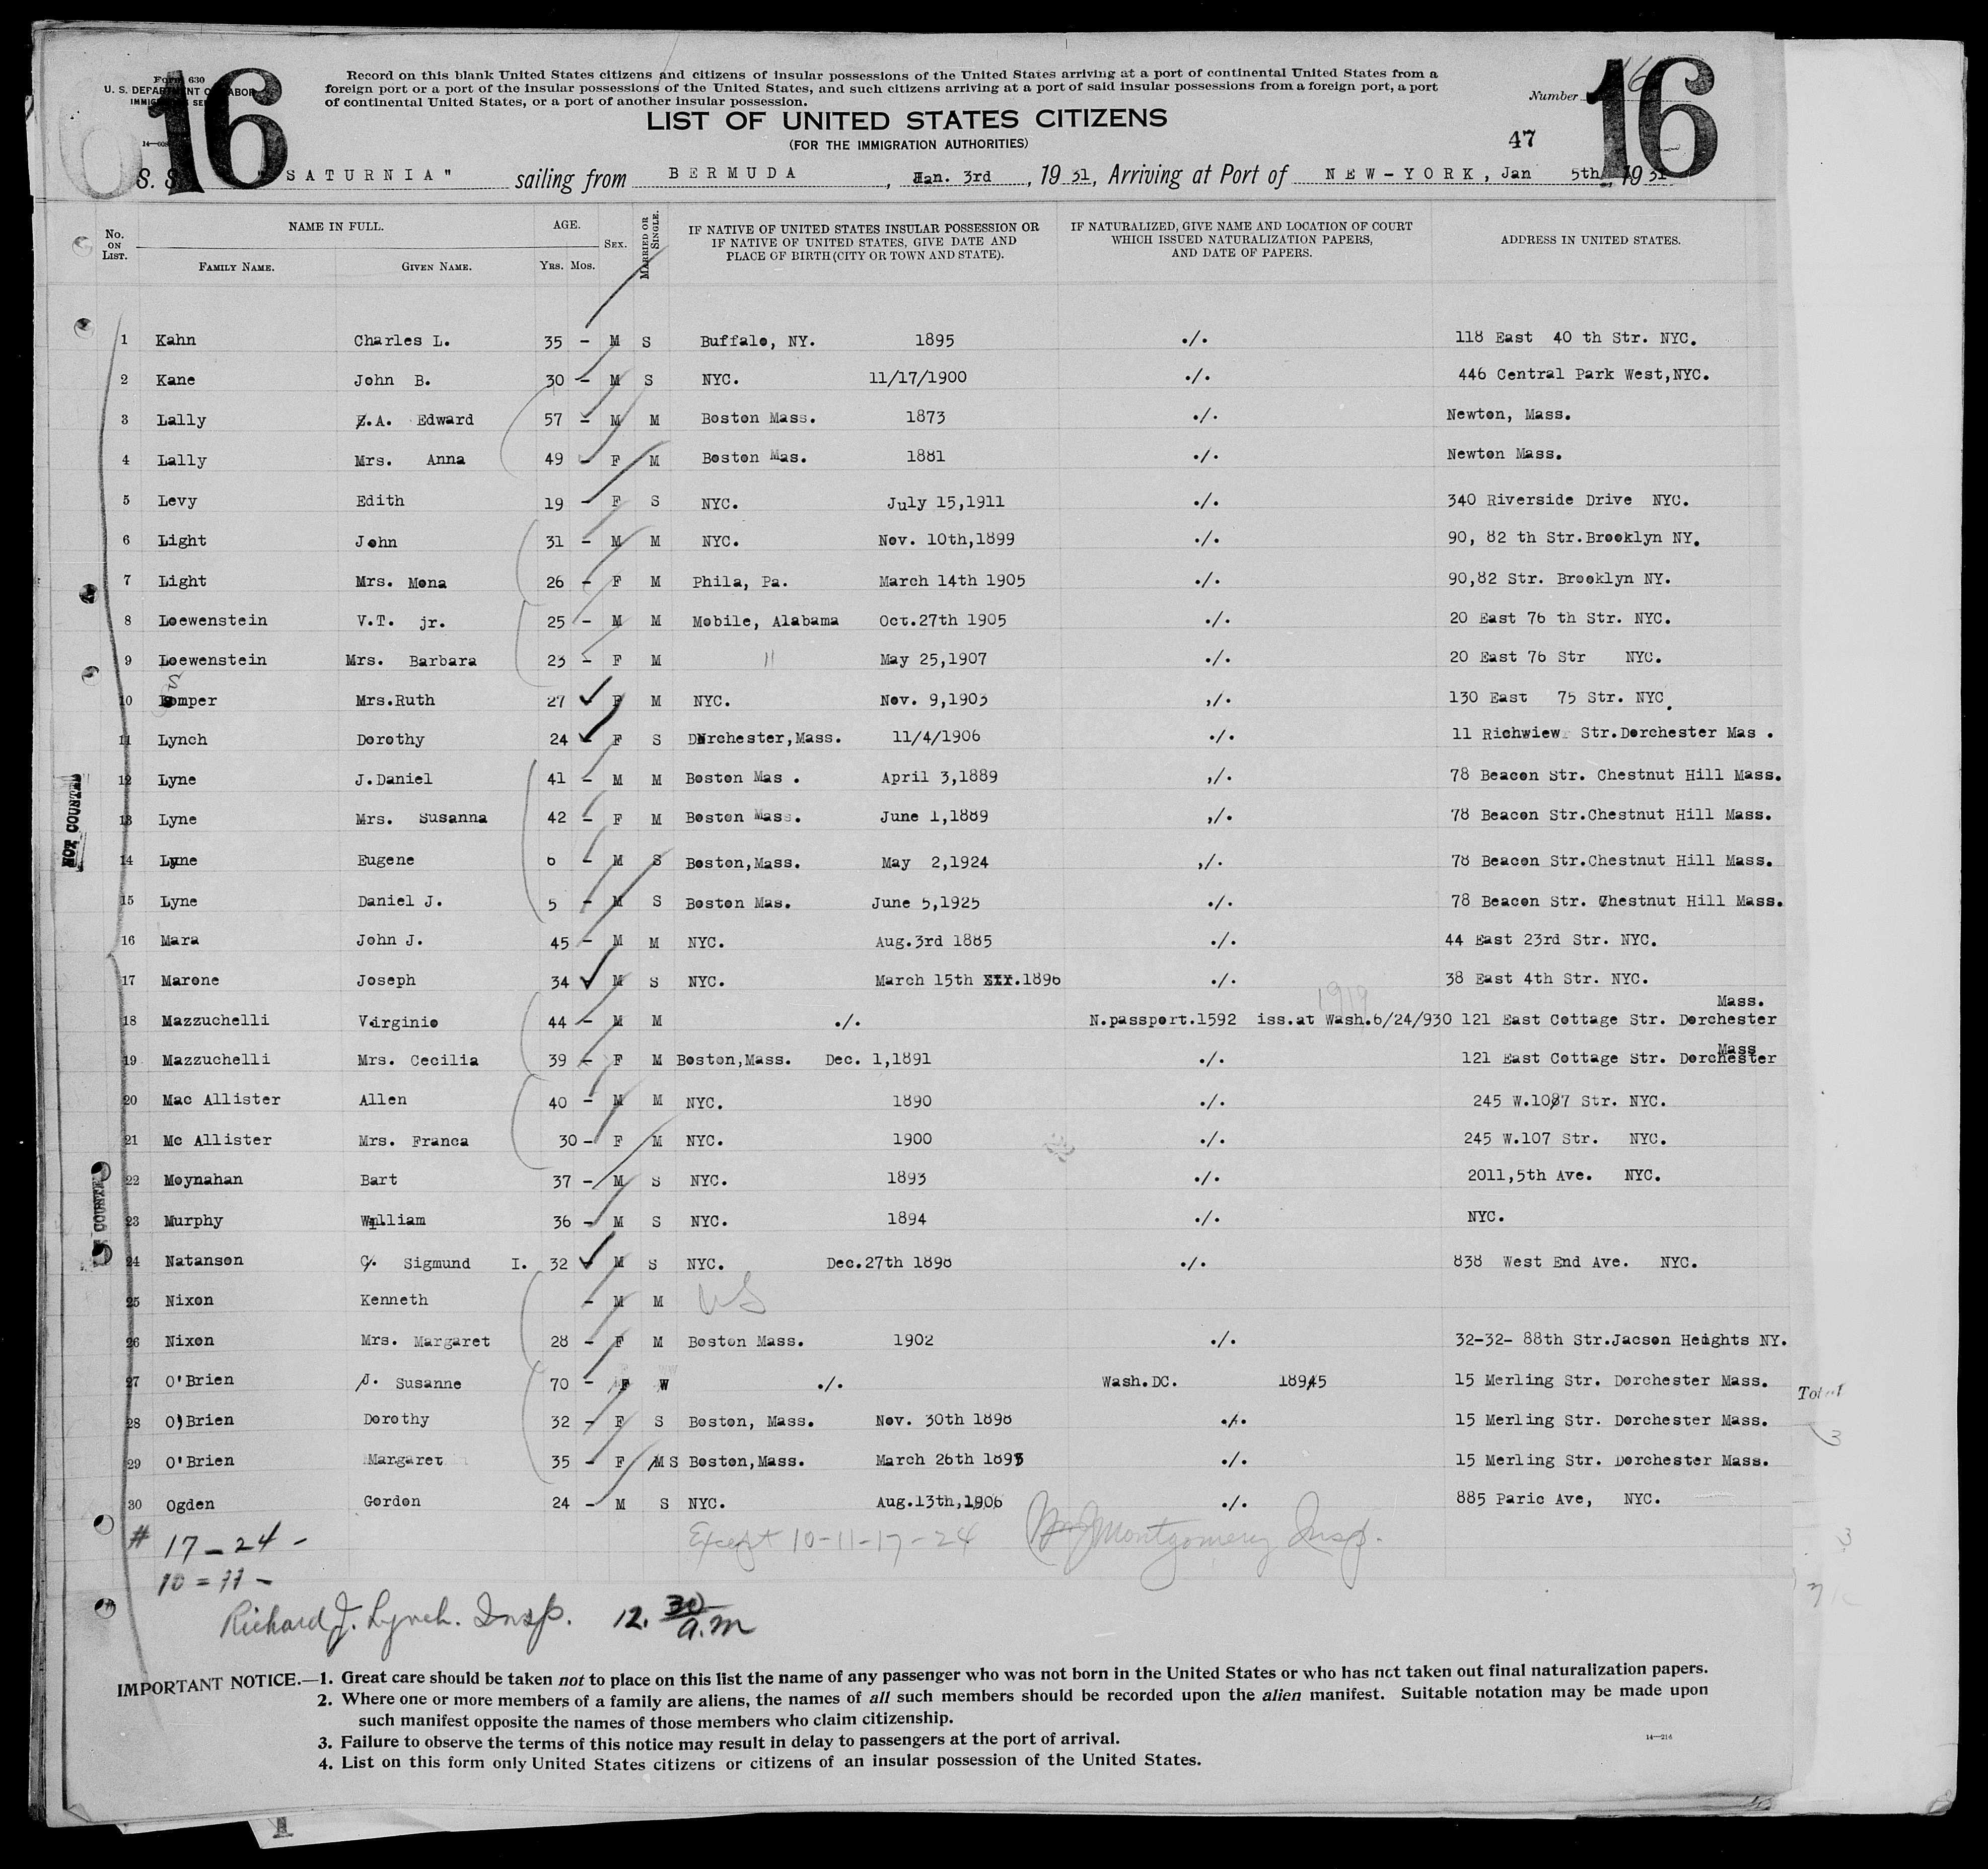 Form 630
U. S. DEPARTMENT OF LABOR
16
Record on this blank United States citizens and citizens of insular possessions of the United States arriving at a port of continental United States from a
foreign port or a port of the insular possessions of the United States, and such citizens arriving at a port of said insular possessions from a foreign port, a port
of continental United States, or a port of another insular possession.
Number 16
16
LIST OF UNITED STATES CITIZENS
(FOR THE IMMIGRATION AUTHORITIES)
47
S. S. SATURNIA" sailing from BERMUDA, Jan. 3rd, 1931, Arriving at Port of NEW-YORK, Jan 5th, 1931
No. ON LIST. NAME IN FULL. AGE. SEX. MARRIED OR SINGLE. IF NATIVE OF UNITED STATES INSULAR POSSESSION OR IF NATIVE OF UNITED STATES, GIVE DATE AND PLACE OF BIRTH (CITY OR TOWN AND STATE). IF NATURALIZED, GIVE NAME AND LOCATION OF COURT WHICH ISSUED NATURALIZATION PAPERS, AND DATE OF PAPERS. ADDRESS IN UNITED STATES.
FAMILY NAME. GIVEN NAME. YRS. MOS.
1 Kahn Charles L. 35 - M S Buffalo, NY. 1895 ./. 118 East 40 th Str. NYC.
2 Kane John B. 30 - M S NYC. 11/17/1900 ./. 446 Central Park West,NYC.
3 Lally E.A. Edward 57 - M M Boston Mass. 1873 ./. Newton, Mass.
4 Lally Mrs. Anna 49 - F M Boston Mas. 1881 ./. Newton Mass.
5 Levy Edith 19 - F S NYC. July 15,1911 ./. 340 Riverside Drive NYC.
6 Light John 31 - M M NYC. Nov. 10th,1899 ./. 90, 82 th Str.Brooklyn NY.
7 Light Mrs. Mona 26 - F M Phila, Pa. March 14th 1905 ./. 90,82 Str. Brooklyn NY.
8 Loewenstein V.T. jr. 25 - M M Mobile, Alabama Oct.27th 1905 ./. 20 East 76 th Str. NYC.
9 Loewenstein Mrs. Barbara 23 - F M " May 25,1907 ./. 20 East 76 Str NYC.
10 Somper Mrs.Ruth 27 F M NYC. Nov. 9,1903 ,/. 130 East 75 Str. NYC.
11 Lynch Dorothy 24 - F S Dorchester,Mass. 11/4/1906 ./. 11 Richwiew Str.Dorchester Mas .
12 Lyne J.Daniel 41 - M M Boston Mas . April 3,1889 ,/. 78 Beacon Str. Chestnut Hill Mass.
13 Lyne Mrs. Susanna 42 - F M Boston Mass. June 1,1889 ,/. 78 Beacon Str.Chestnut Hill Mass.
14 Lyne Eugene 6 - M S Boston,Mass. May 2,1924 ,/. 78 Beacon Str.Chestnut Hill Mass.
15 Lyne Daniel J. 5 - M S Boston Mas. June 5,1925 ./. 78 Beacon Str. Chestnut Hill Mass.
16 Mara John J. 45 - M M NYC. Aug.3rd 1885 ./. 44 East 23rd Str. NYC.
17 Marone Joseph 34 M S NYC. March 15th XIX.1896 ./. 38 East 4th Str. NYC.
1919 Mass.
18 Mazzuchelli Virginio 44 - M M ./. N.passport.1592 iss.at Wash.6/24/930 121 East Cottage Str. Dorchester
Mass
19 Mazzuchelli Mrs. Cecilia 39 - F M Boston,Mass. Dec. 1,1891 ./. 121 East Cottage Str. Dorchester
20 Mac Allister Allen 40 - M M NYC. 1890 ./. 245 W.107 Str. NYC.
21 Mc Allister Mrs. Franca 30 - F M NYC. 1900 ./. 245 W.107 Str. NYC.
22 Moynahan Bart 37 - M S NYC. 1893 ./. 2011,5th Ave. NYC.
23 Murphy William 36 - M S NYC. 1894 ./. NYC.
24 Natanson C. Sigmund I. 32 M S NYC. Dec.27th 1898 ./. 838 West End Ave. NYC.
25 Nixon Kenneth - M M US
26 Nixon Mrs. Margaret 28 - F M Boston Mass. 1902 ./. 32-32- 88th Str.Jacson Heights NY.
27 O'Brien J. Susanne 70 - F W ./. Wash.DC. 1895 15 Merling Str. Dorchester Mass.
28 O)Brien Dorothy 32 - F S Boston, Mass. Nov. 30th 1898 ./. 15 Merling Str. Dorchester Mass.
29 O'Brien Margaret 35 - F M S Boston,Mass. March 26th 1895 ./. 15 Merling Str. Dorchester Mass.
30 Ogden Gordon 24 - M S NYC. Aug.13th,1906 ./. 885 Paric Ave, NYC.
NOT COUNTED
Total
3
3
# 17-24 -
Except 10-11-17-24 Wm J Montgomery Insp.
10=11-
Richard J. Lynch. Insp. 12.30 a.m
IMPORTANT NOTICE.—1. Great care should be taken not to place on this list the name of any passenger who was not born in the United States or who has not taken out final naturalization papers.
2. Where one or more members of a family are aliens, the names of all such members should be recorded upon the alien manifest. Suitable notation may be made upon
such manifest opposite the names of those members who claim citizenship.
3. Failure to observe the terms of this notice may result in delay to passengers at the port of arrival.
4. List on this form only United States citizens or citizens of an insular possession of the United States.
14—216